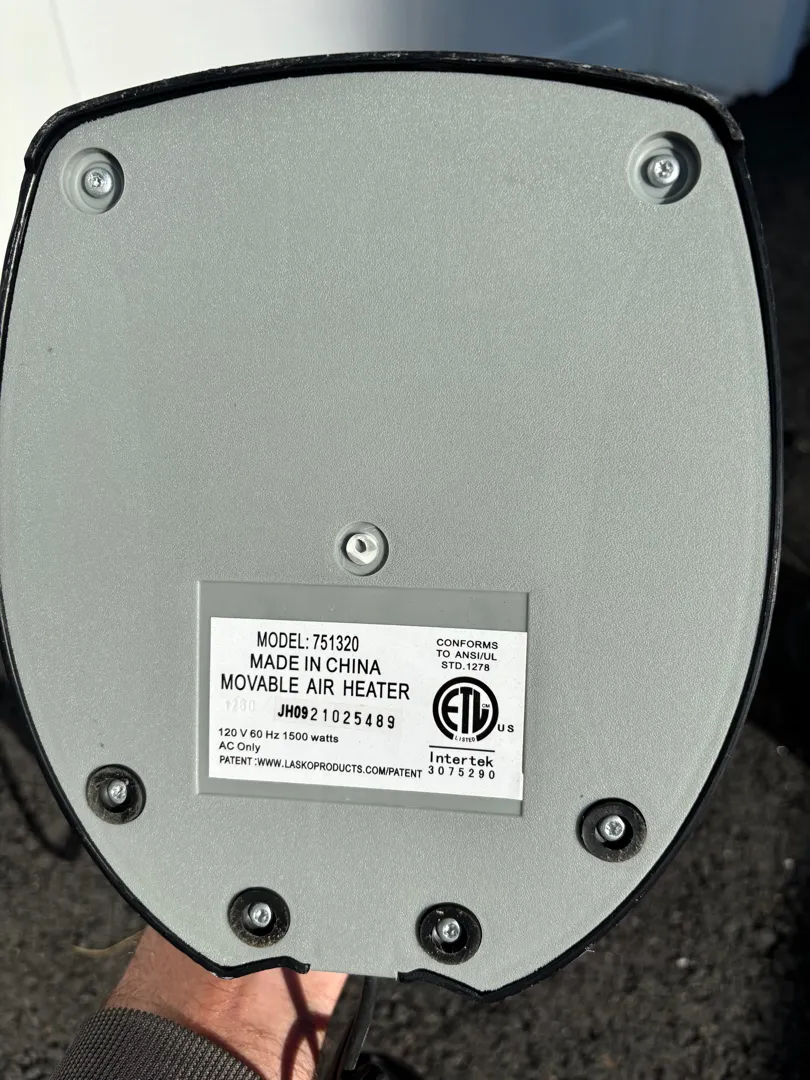 MODEL: 751320
MADE IN CHINA
MOVABLE AIR HEATER
JH0921025489
120 V 60 Hz 1500 watts
AC Only
PATENT :WWW.LASKOPRODUCTS.COM/PATENT
CONFORMS
TO ANSI/UL
STD.1278
ETL CM
LISTED
US
Intertek
3075290